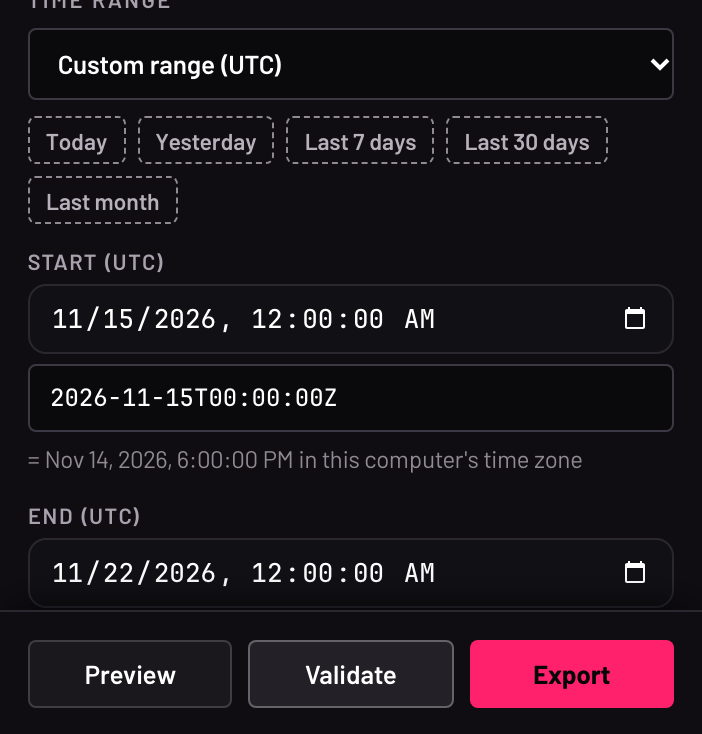 TIME RANGE
Custom range (UTC)
Today Yesterday Last 7 days Last 30 days
Last month
START (UTC)
11/15/2026, 12:00:00 AM
2026-11-15T00:00:00Z
= Nov 14, 2026, 6:00:00 PM in this computer's time zone
END (UTC)
11/22/2026, 12:00:00 AM
Preview Validate Export